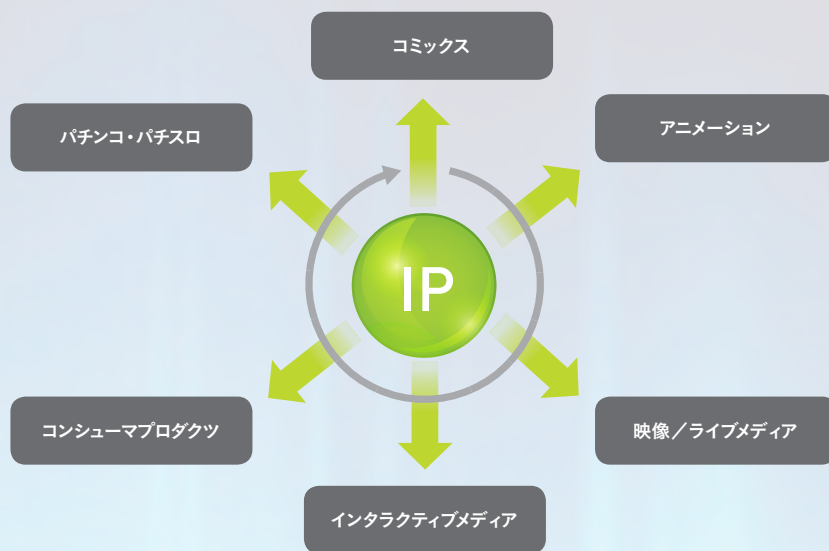 コミックス
パチンコ・パチスロ
アニメーション
IP
コンシューマプロダクツ
映像／ライブメディア
インタラクティブメディア